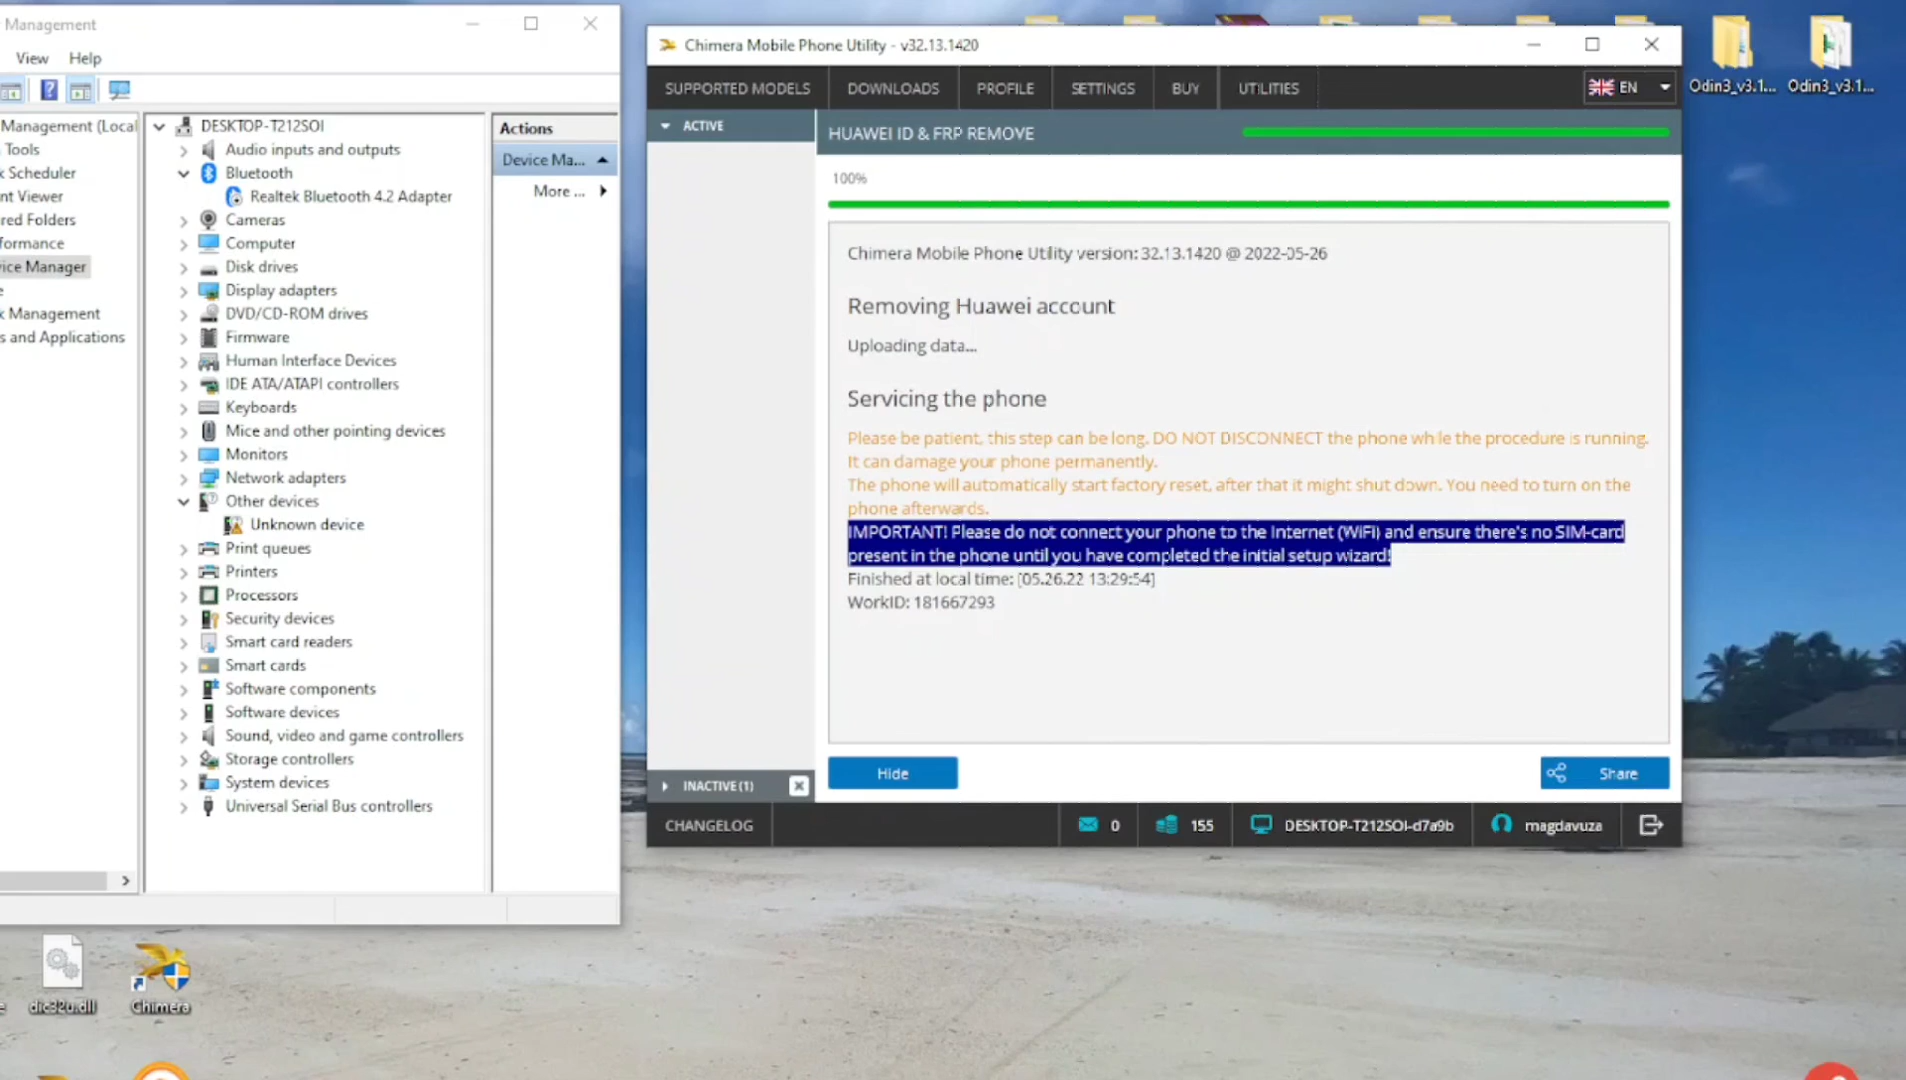 Management
View Help
Management (Local
Tools
k Scheduler
nt Viewer
red Folders
formance
vice Manager
e
k Management
s and Applications
DESKTOP-T212SOI
Audio inputs and outputs
Bluetooth
Realtek Bluetooth 4.2 Adapter
Cameras
Computer
Disk drives
Display adapters
DVD/CD-ROM drives
Firmware
Human Interface Devices
IDE ATA/ATAPI controllers
Keyboards
Mice and other pointing devices
Monitors
Network adapters
Other devices
Unknown device
Print queues
Printers
Processors
Security devices
Smart card readers
Smart cards
Software components
Software devices
Sound, video and game controllers
Storage controllers
System devices
Universal Serial Bus controllers
Actions
Device Ma...
More ...
Chimera Mobile Phone Utility - v32.13.1420
SUPPORTED MODELS DOWNLOADS PROFILE SETTINGS BUY UTILITIES EN
ACTIVE
HUAWEI ID & FRP REMOVE
100%
Chimera Mobile Phone Utility version: 32.13.1420 @ 2022-05-26
Removing Huawei account
Uploading data...
Servicing the phone
Please be patient, this step can be long. DO NOT DISCONNECT the phone while the procedure is running.
It can damage your phone permanently.
The phone will automatically start factory reset, after that it might shut down. You need to turn on the
phone afterwards.
IMPORTANT! Please do not connect your phone to the Internet (WiFi) and ensure there's no SIM-card
present in the phone until you have completed the initial setup wizard!
Finished at local time: [05.26.22 13:29:54]
WorkID: 181667293
Hide Share
INACTIVE (1)
CHANGELOG 0 155 DESKTOP-T212SOI-d7a9b magdavuza
Odin3_v3.1... Odin3_v3.1...
Chimera